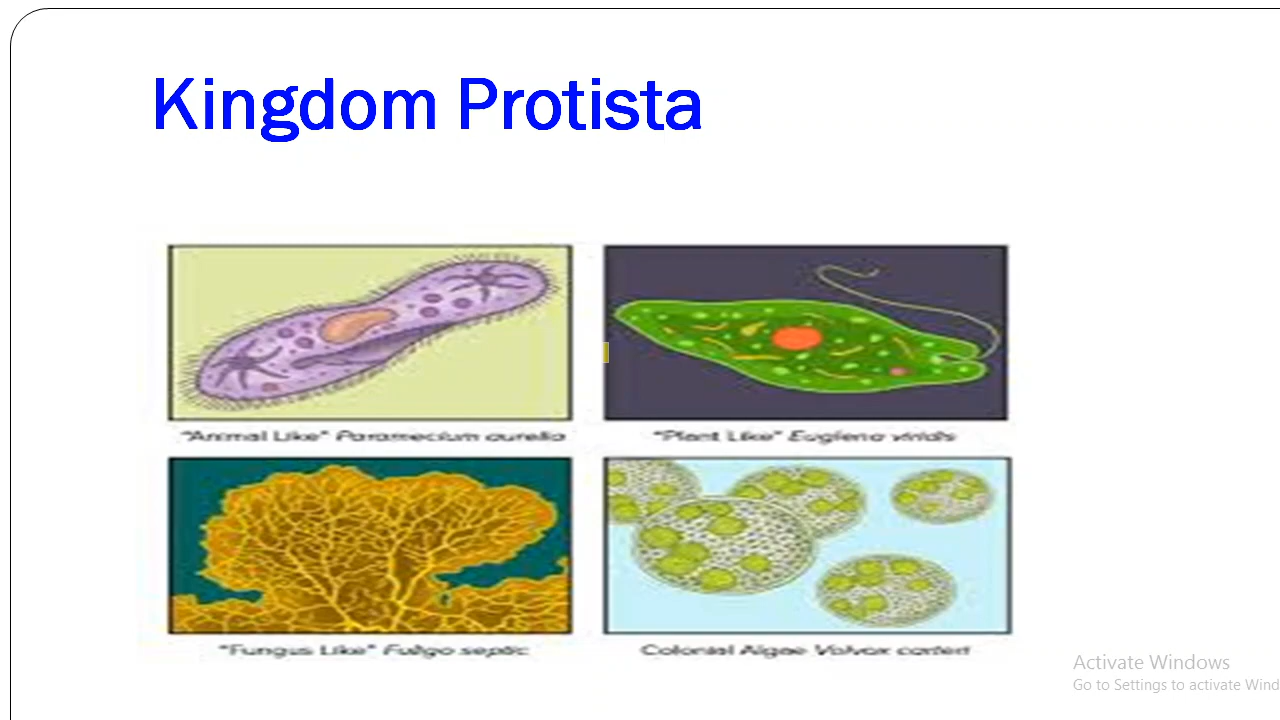 Kingdom Protista
"Animal Like" Paramecium aurelia
"Plant Like" Euglena viridis
"Fungus Like" Fuligo septic
Colonial Algae Volvox carteri
Activate Windows
Go to Settings to activate Wind